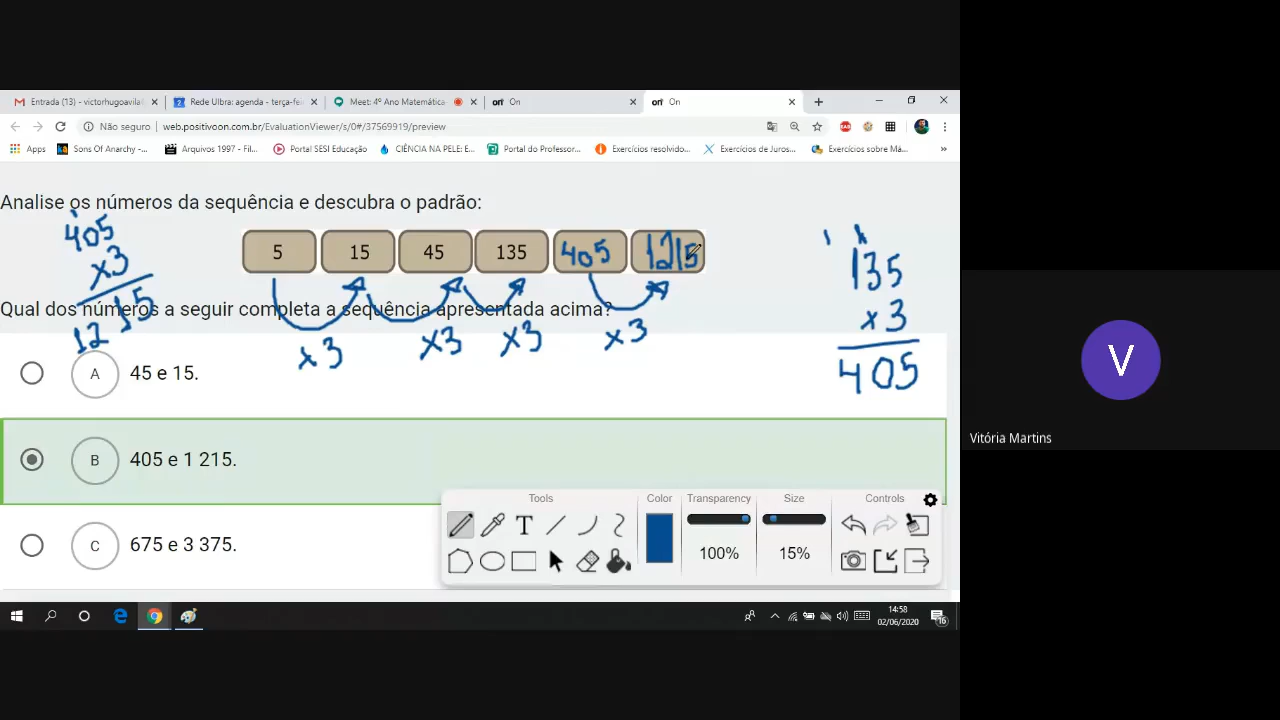 Entrada (13) - victorhugoavila
Rede Ulbra: agenda - terça-fei
Meet: 4º Ano Matemática
On
On
Não seguro
web.positivoon.com.br/EvaluationViewer/s/0#/37569919/preview
Apps
Sons Of Anarchy -...
Arquivos 1997 - Fil...
Portal SESI Educação
CIÊNCIA NA PELE: E...
Portal do Professor...
Exercícios resolvido...
Exercícios de Juros...
Exercícios sobre Ma...
»
Analise os números da sequência e descubra o padrão:
5 15 45 135 405 1215
405
x3
1215
x3 x3 x3 x3
1
135
x3
405
Qual dos números a seguir completa a sequência apresentada acima?
A 45 e 15.
B 405 e 1 215.
C 675 e 3 375.
Tools Color Transparency Size Controls
T
100% 15%
14:58
02/06/2020
16
V
Vitória Martins